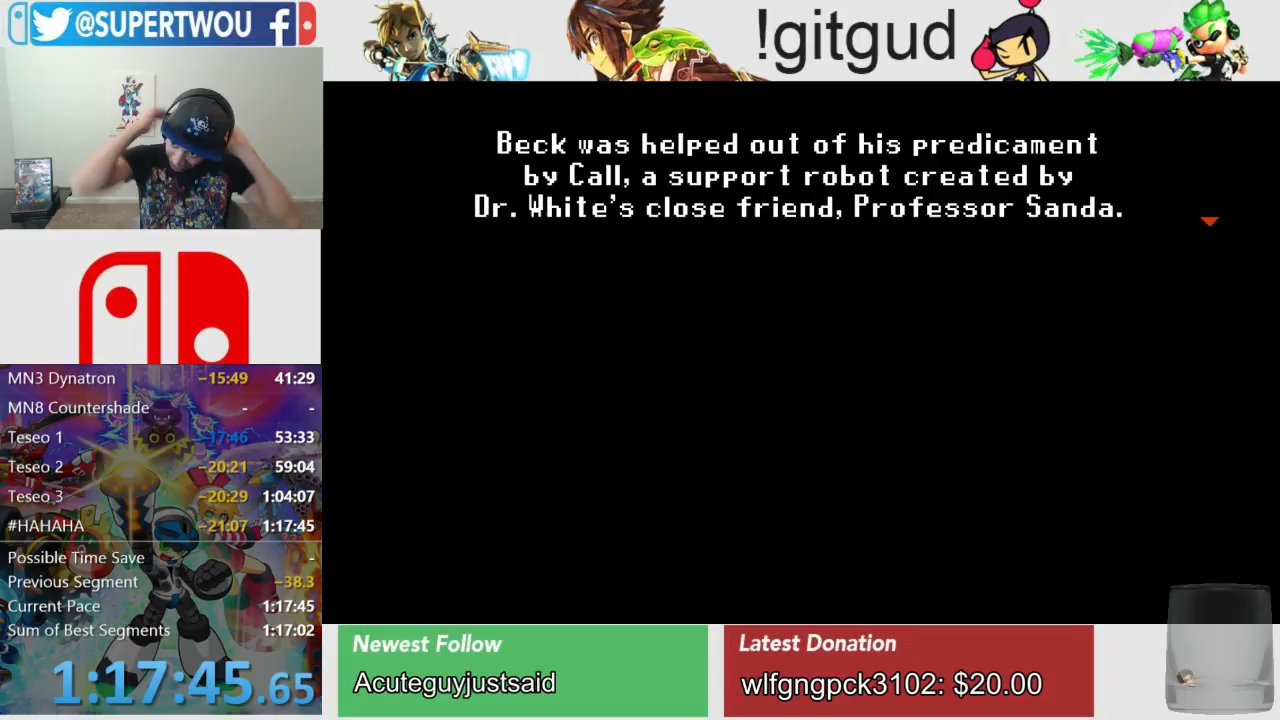 @SUPERTWOU
!gitgud
Beck was helped out of his predicament
by Call, a support robot created by
Dr. White's close friend, Professor Sanda.
MN3 Dynatron -15:49 41:29
MN8 Countershade - -
Teseo 1 -17:46 53:33
Teseo 2 -20:21 59:04
Teseo 3 -20:29 1:04:07
#HAHAHA -21:07 1:17:45
Possible Time Save -
Previous Segment -38.3
Current Pace 1:17:45
Sum of Best Segments 1:17:02
1:17:45.65
Newest Follow
Acuteguyjustsaid
Latest Donation
wlfgngpck3102: $20.00